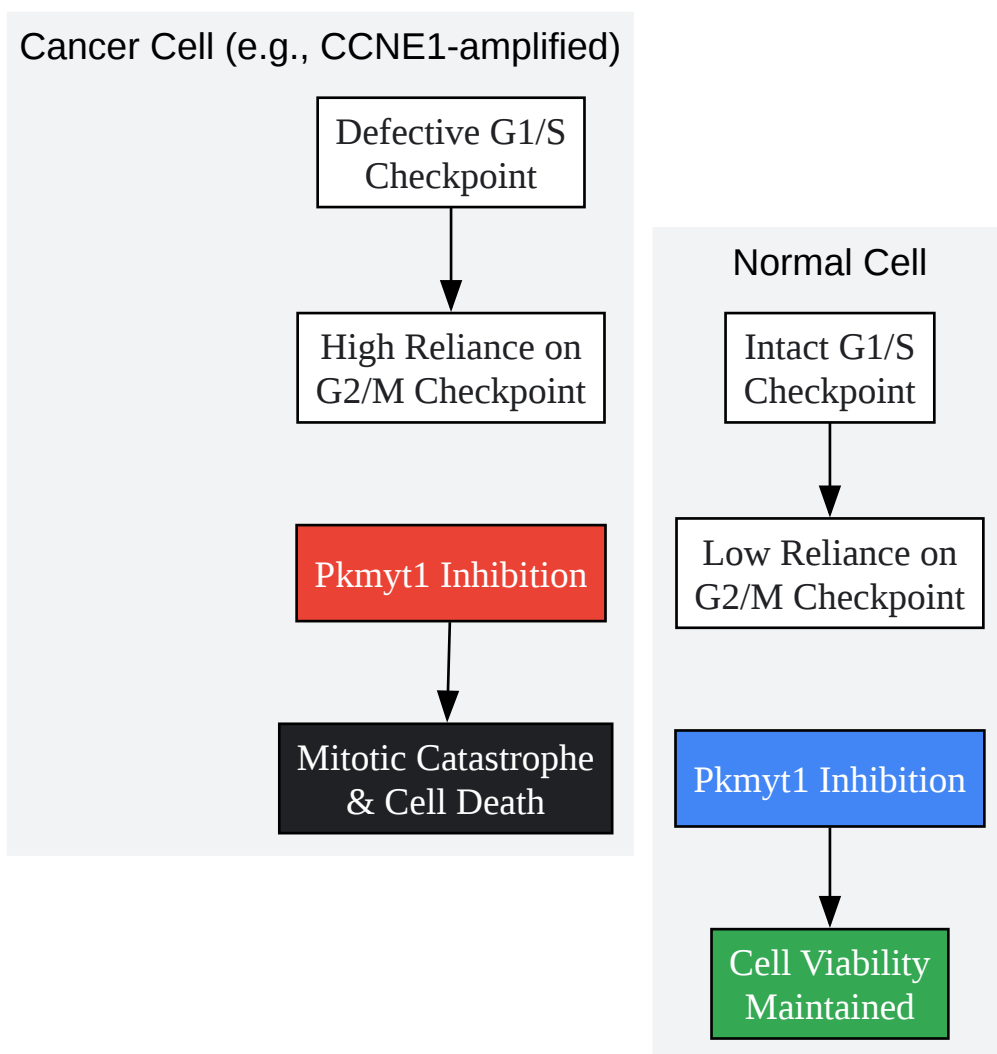 Cancer Cell (e.g., CCNE1-amplified)
Defective G1/S
Checkpoint
High Reliance on
G2/M Checkpoint
Pkmyt1 Inhibition
Mitotic Catastrophe
& Cell Death
Normal Cell
Intact G1/S
Checkpoint
Low Reliance on
G2/M Checkpoint
Pkmyt1 Inhibition
Cell Viability
Maintained